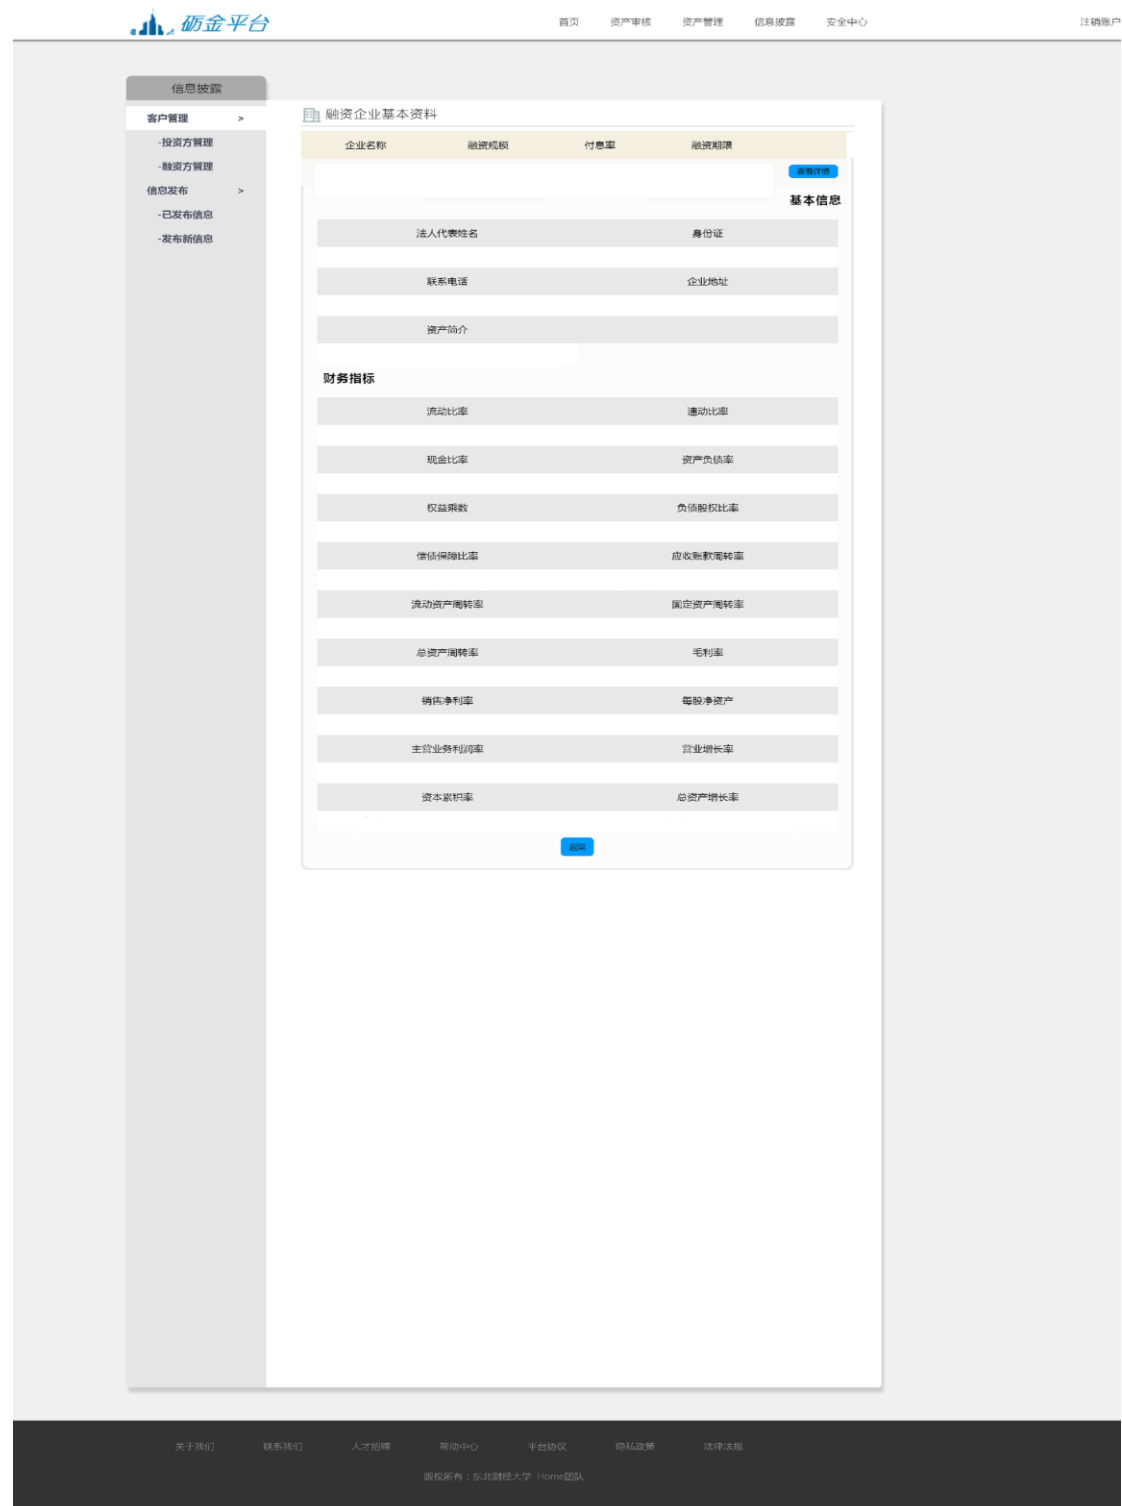 砺金平台 首页 资产审核 资产管理 信息披露 安全中心 注销账户
信息披露
客户管理 >
-投资方管理
-融资方管理
信息发布 >
-已发布信息
-发布新信息
融资企业基本资料
企业名称 融资规模 付息率 融资期限
查看详情
基本信息
法人代表姓名 身份证
联系电话 企业地址
资产简介
财务指标
流动比率 速动比率
现金比率 资产负债率
权益乘数 负债股权比率
偿债保障比率 应收账款周转率
流动资产周转率 固定资产周转率
总资产周转率 毛利率
销售净利率 每股净资产
主营业务利润率 营业增长率
资本累积率 总资产增长率
返回
关于我们 联系我们 人才招聘 帮助中心 平台协议 隐私政策 法律法规
版权所有：东北财经大学 Home团队